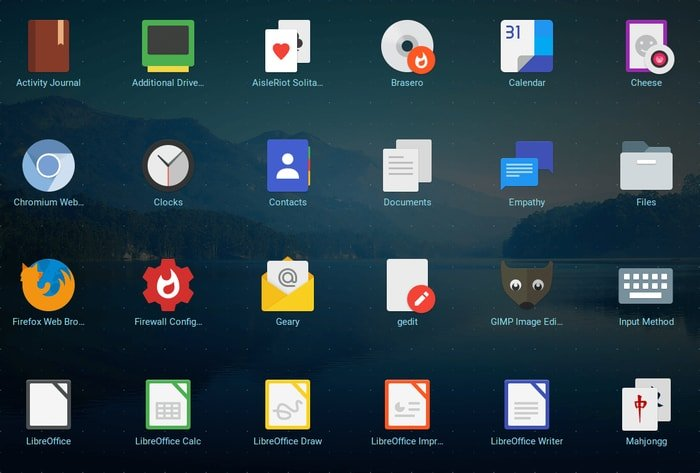 Activity Journal
Additional Drive...
AisleRiot Solita...
Brasero
31
Calendar
Cheese
Chromium Web...
Clocks
Contacts
Documents
Empathy
Files
Firefox Web Bro...
Firewall Config...
@
Geary
gedit
GIMP Image Edi...
Input Method
LibreOffice
LibreOffice Calc
LibreOffice Draw
LibreOffice Impr...
LibreOffice Writer
中
Mahjongg